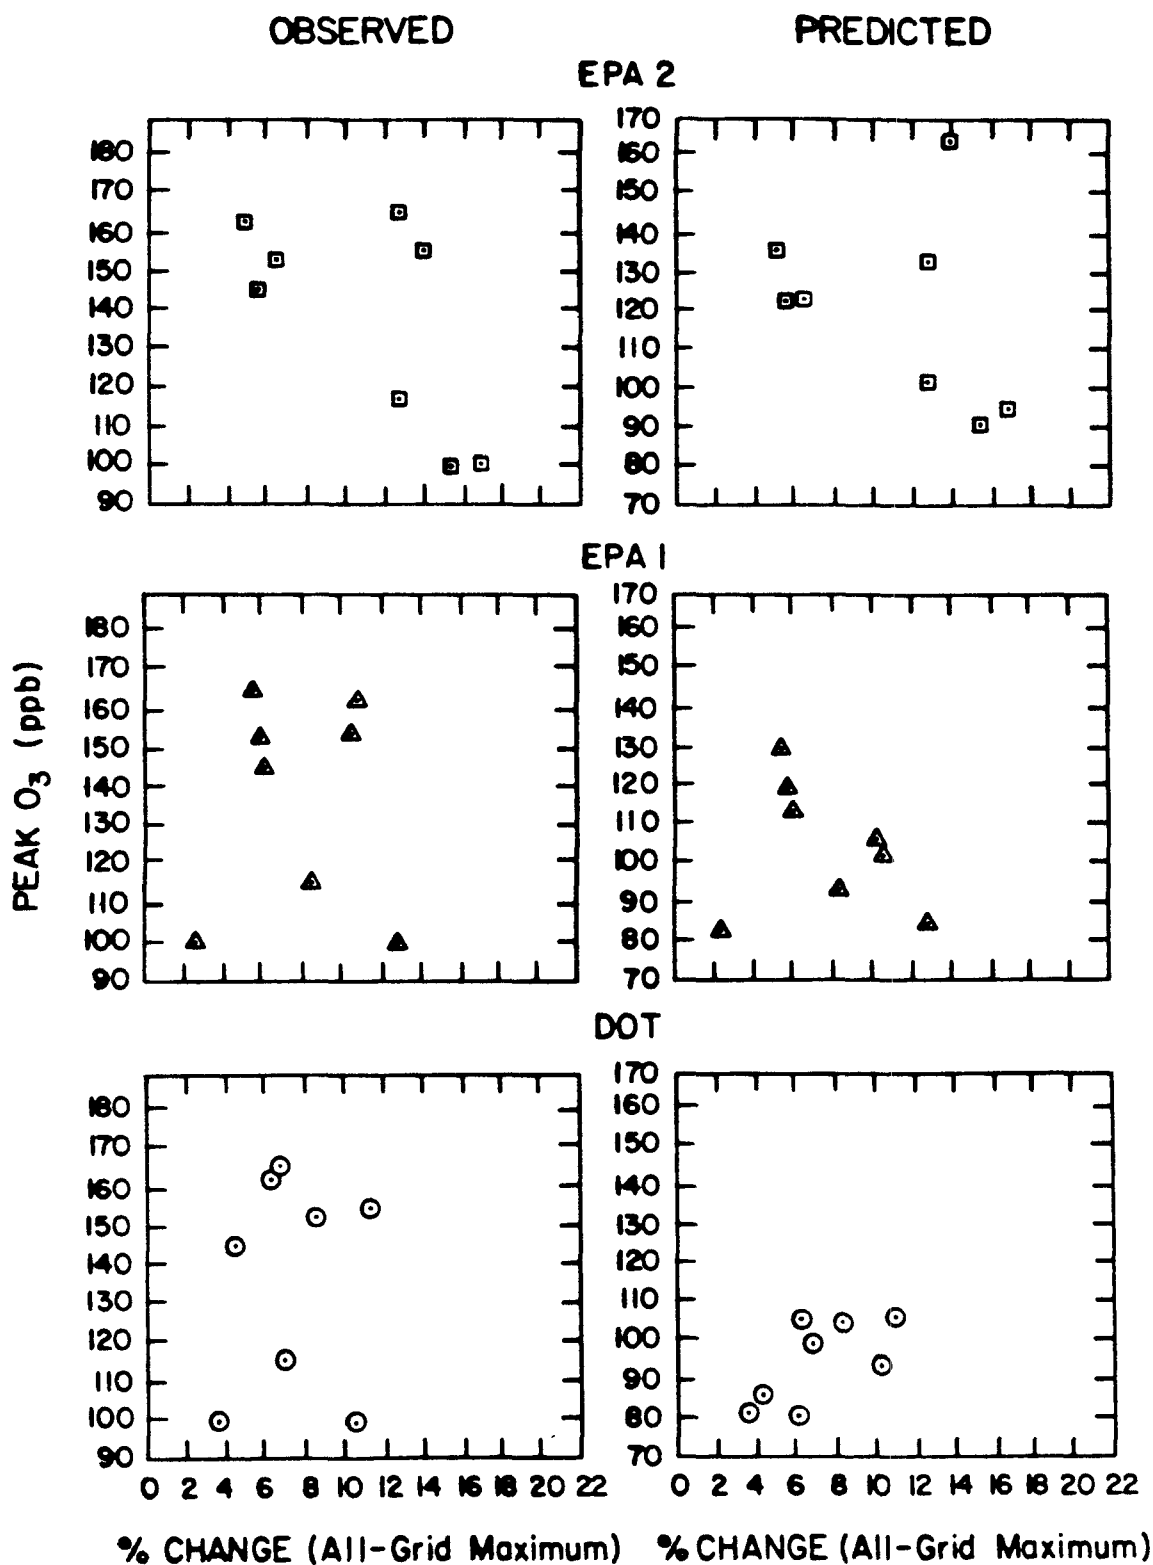 OBSERVED PREDICTED
EPA 2
180 170 160 150 140 130 120 110 100 90
170 160 150 140 130 120 110 100 90 80 70
EPA 1
PEAK O3 (ppb)
180 170 160 150 140 130 120 110 100 90
170 160 150 140 130 120 110 100 90 80 70
DOT
180 170 160 150 140 130 120 110 100 90
170 160 150 140 130 120 110 100 90 80 70
0 2 4 6 8 10 12 14 16 18 20 22
0 2 4 6 8 10 12 14 16 18 20 22
% CHANGE (All-Grid Maximum) % CHANGE (All-Grid Maximum)